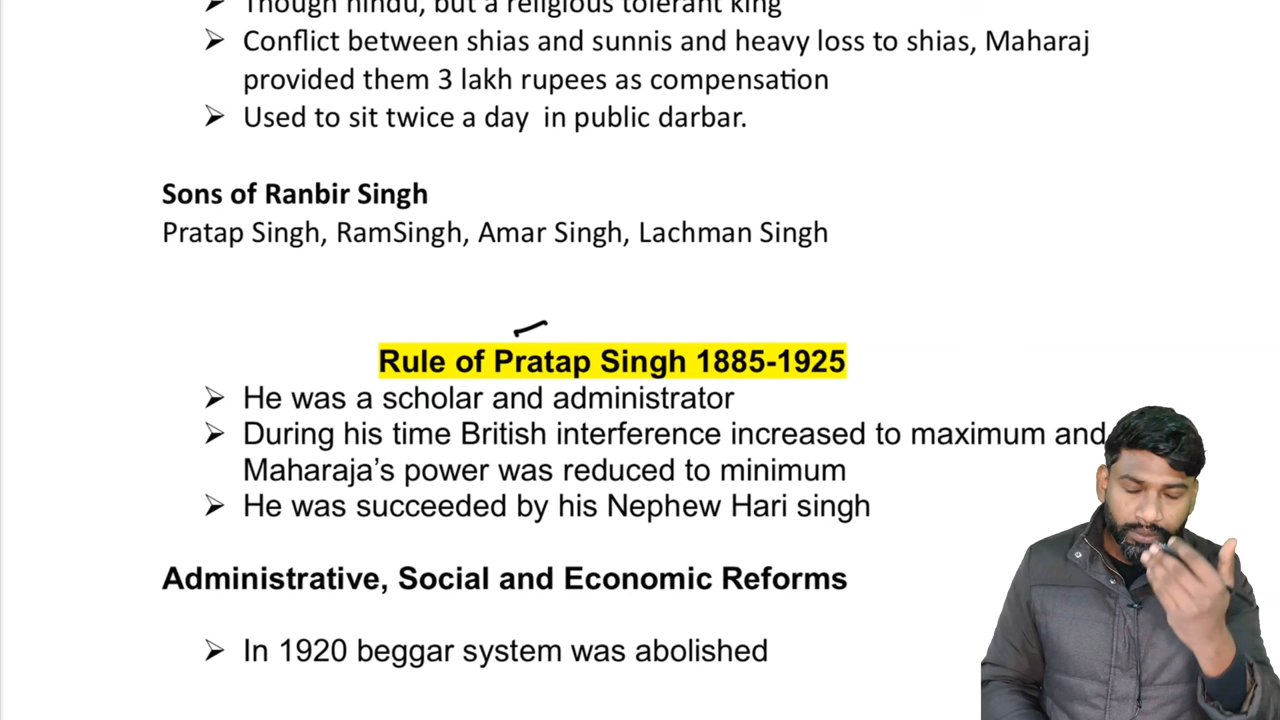 Though hindu, but a religious tolerant king
Conflict between shias and sunnis and heavy loss to shias, Maharaj
provided them 3 lakh rupees as compensation
Used to sit twice a day in public darbar.
Sons of Ranbir Singh
Pratap Singh, RamSingh, Amar Singh, Lachman Singh
Rule of Pratap Singh 1885-1925
He was a scholar and administrator
During his time British interference increased to maximum and
Maharaja’s power was reduced to minimum
He was succeeded by his Nephew Hari singh
Administrative, Social and Economic Reforms
In 1920 beggar system was abolished